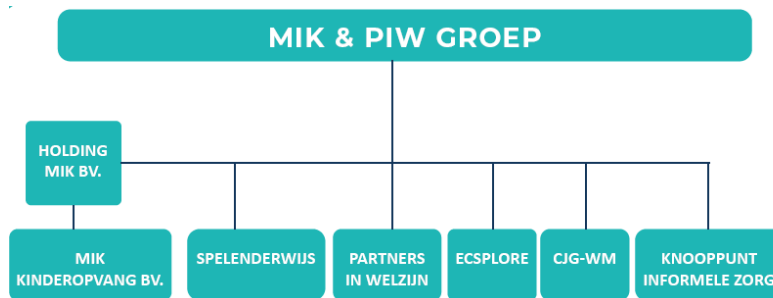 MIK & PIW GROEP
HOLDING
MIK BV.
MIK
KINDEROPVANG BV.
SPELENDERWIJS
PARTNERS
IN WELZIJN
ECSPLORE
CJG-WM
KNOOPPUNT
INFORMELE ZORG